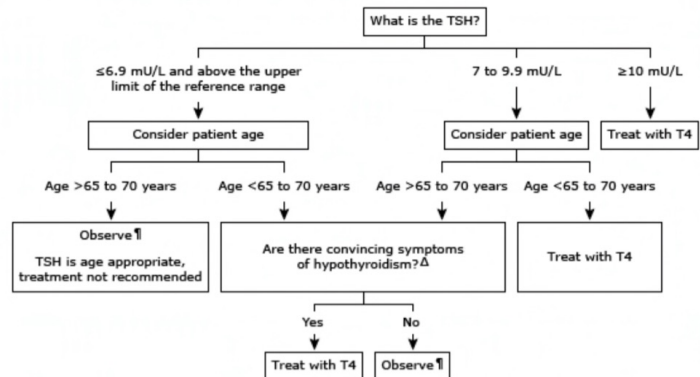 What is the TSH?
≤6.9 mU/L and above the upper
limit of the reference range
7 to 9.9 mU/L
≥10 mU/L
Consider patient age
Consider patient age
Treat with T4
Age >65 to 70 years
Age <65 to 70 years
Age >65 to 70 years
Age <65 to 70 years
Observe¶
TSH is age appropriate,
treatment not recommended
Are there convincing symptoms
of hypothyroidism?Δ
Treat with T4
Yes
No
Treat with T4
Observe¶